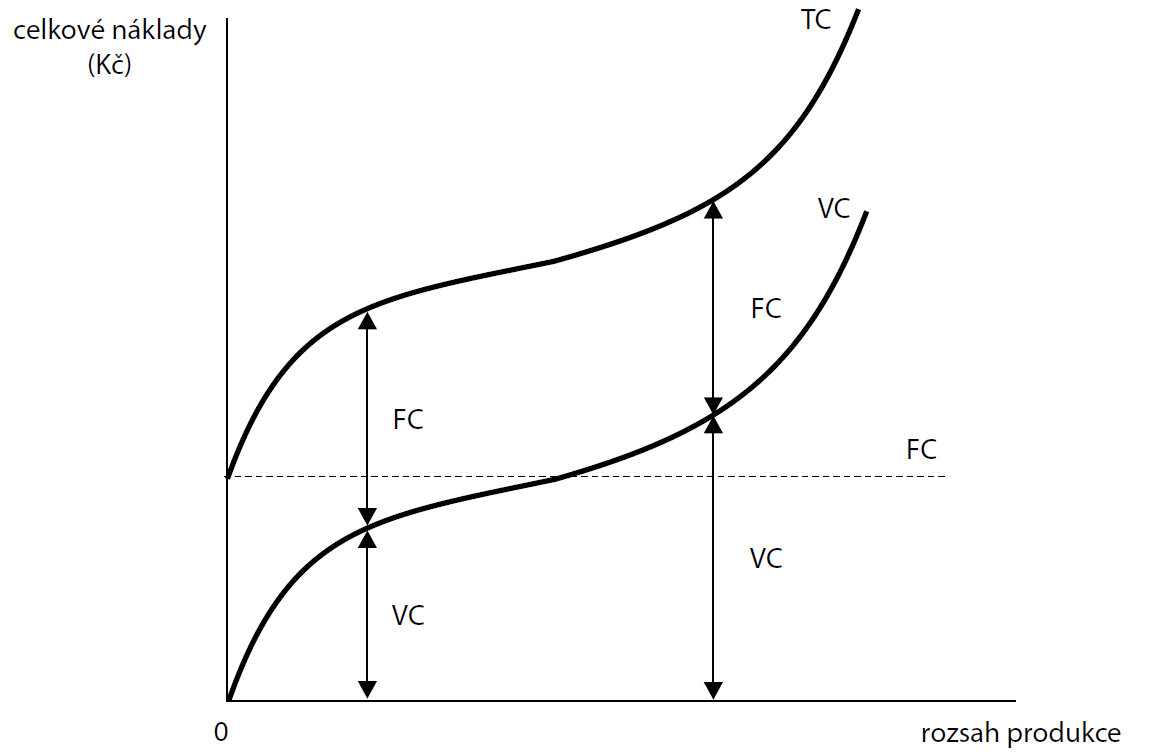 celkové náklady
(Kč)
TC
VC
FC
FC
FC
VC
VC
0
rozsah produkce